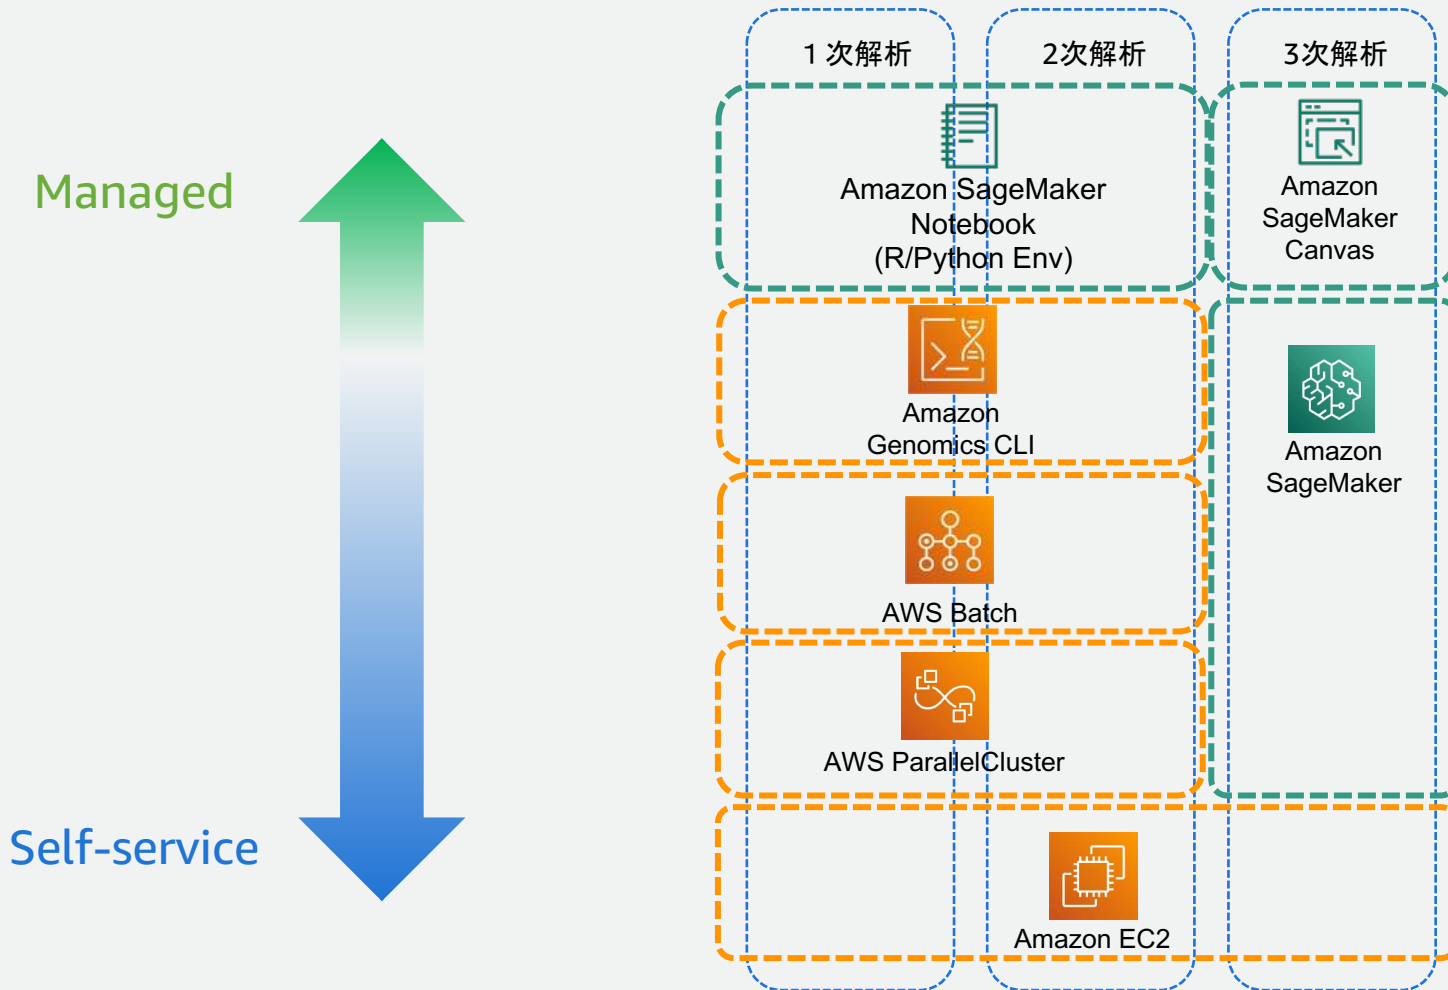 1 次解析
2次解析
3次解析
Managed
Amazon SageMaker
Notebook
(R/Python Env)
Amazon
SageMaker
Canvas
Amazon
Genomics CLI
Amazon
SageMaker
AWS Batch
AWS ParallelCluster
Self-service
Amazon EC2